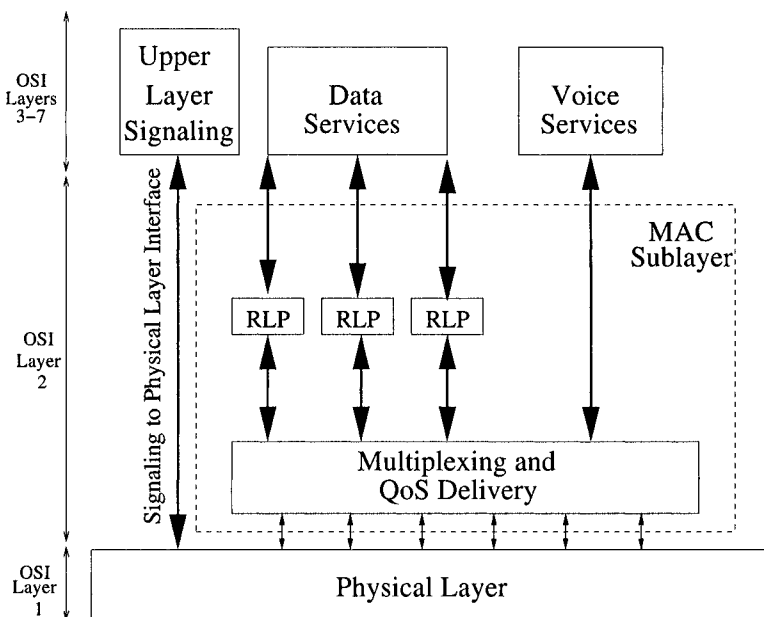 OSI
Layers
3–7
Upper
Layer
Signaling
Data
Services
Voice
Services
OSI
Layer
2
Signaling to Physical Layer Interface
MAC
Sublayer
RLP
RLP
RLP
Multiplexing and
QoS Delivery
OSI
Layer
1
Physical Layer